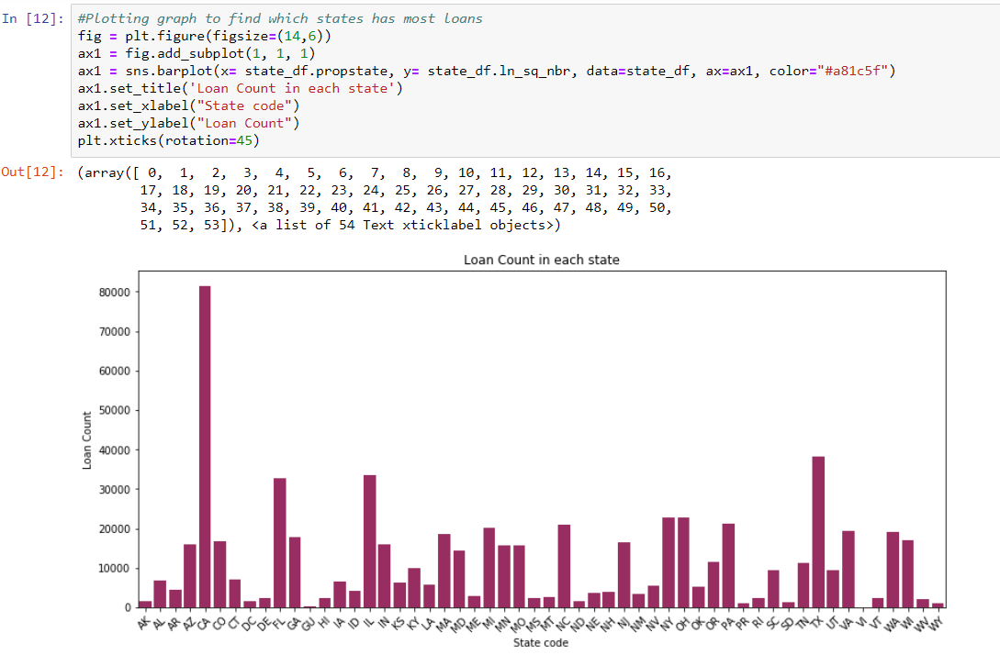 In [12]: #Plotting graph to find which states has most loans
fig = plt.figure(figsize=(14,6))
ax1 = fig.add_subplot(1, 1, 1)
ax1 = sns.barplot(x= state_df.propstate, y= state_df.ln_sq_nbr, data=state_df, ax=ax1, color="#a81c5f")
ax1.set_title('Loan Count in each state')
ax1.set_xlabel("State code")
ax1.set_ylabel("Loan Count")
plt.xticks(rotation=45)
Out[12]: (array([ 0, 1, 2, 3, 4, 5, 6, 7, 8, 9, 10, 11, 12, 13, 14, 15, 16,
17, 18, 19, 20, 21, 22, 23, 24, 25, 26, 27, 28, 29, 30, 31, 32, 33,
34, 35, 36, 37, 38, 39, 40, 41, 42, 43, 44, 45, 46, 47, 48, 49, 50,
51, 52, 53]), <a list of 54 Text xticklabel objects>)
Loan Count in each state
80000
70000
60000
50000
40000
30000
20000
10000
0
Loan Count
AK AL AR AZ CA CO CT DC DE FL GA GU HI IA ID IL IN KS KY LA MA MD ME MI MN MO MS MT NC ND NE NH NJ NM NV NY OH OK OR PA PR RI SC SD TN TX UT VA VI VT WA WI WV WY
State code